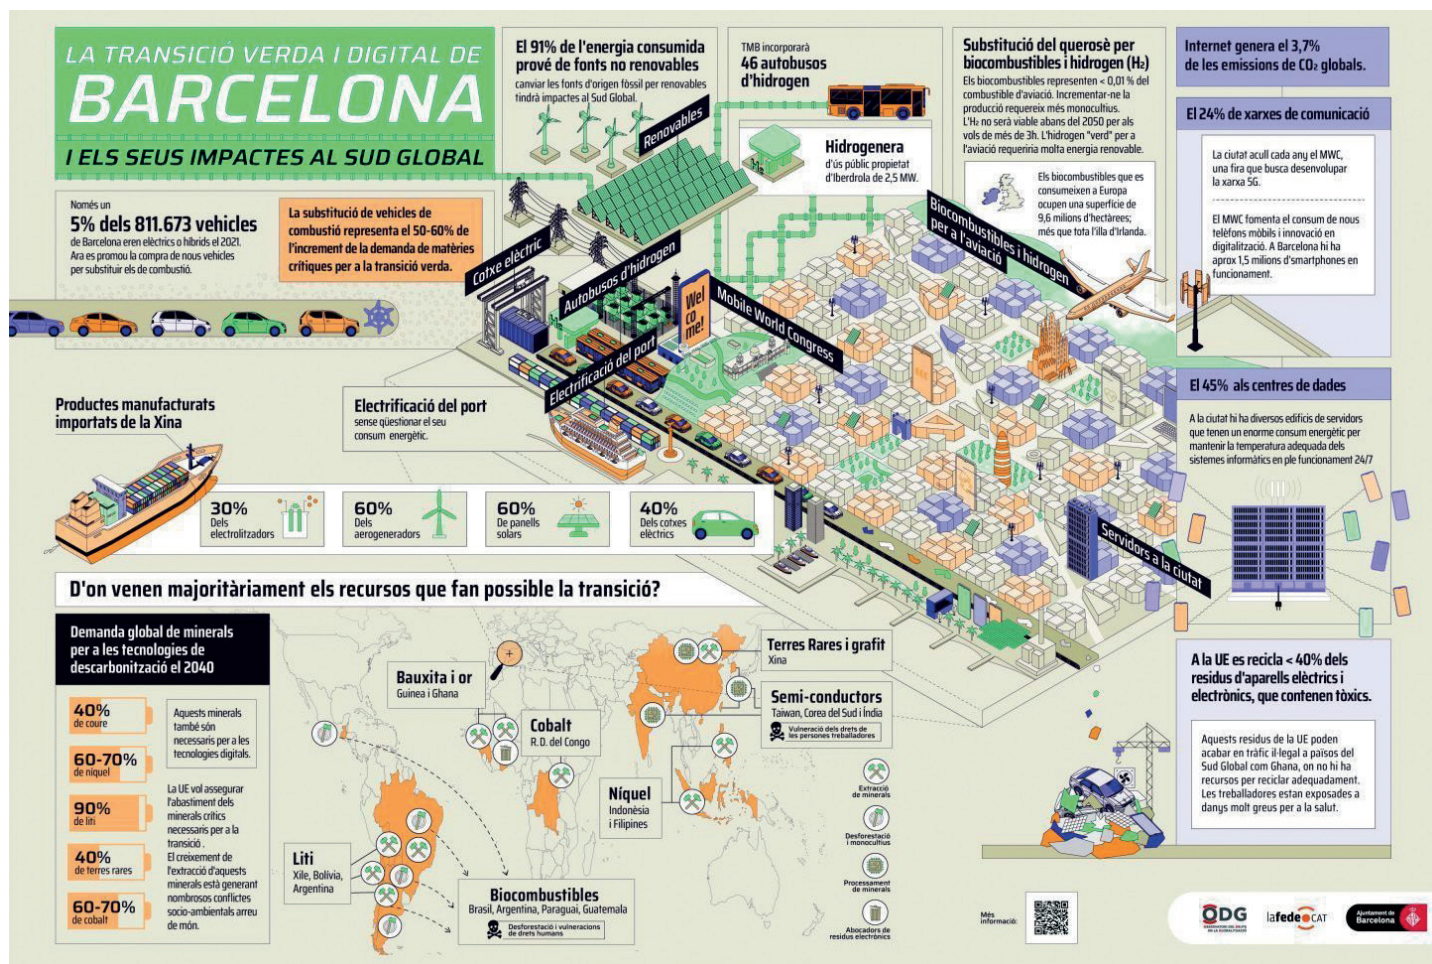 LA TRANSICIÓ VERDA I DIGITAL DE
BARCELONA
I ELS SEUS IMPACTES AL SUD GLOBAL
Només un
5% dels 811.673 vehicles
de Barcelona eren elèctrics o híbrids el 2021.
Ara es promou la compra de nous vehicles
per substituir els de combustió.
La substitució de vehicles de
combustió representa el 50-60% de
l'increment de la demanda de matèries
crítiques per a la transició verda.
El 91% de l'energia consumida
prové de fonts no renovables
canviar les fonts d'origen fòssil per renovables
tindrà impactes al Sud Global.
Renovables
TMB incorporarà
46 autobusos
d'hidrogen
Hidrogenera
d'ús públic propietat
d'Iberdrola de 2,5 MW.
Substitució del querosè per
biocombustibles i hidrogen (H₂)
Els biocombustibles representen < 0,01 % del
combustible d'aviació. Incrementar-ne la
producció requereix més monocultius.
L'H₂ no serà viable abans del 2050 per als
vols de més de 3h. L'hidrogen "verd" per a
l'aviació requeriria molta energia renovable.
Els biocombustibles que es
consumeixen a Europa
ocupen una superfície de
9,6 milions d'hectàrees;
més que tota l'illa d'Irlanda.
Internet genera el 3,7%
de les emissions de CO₂ globals.
El 24% de xarxes de comunicació
La ciutat acull cada any el MWC,
una fira que busca desenvolupar
la xarxa 5G.
El MWC fomenta el consum de nous
telèfons mòbils i innovació en
digitalització. A Barcelona hi ha
aprox 1,5 milions d'smartphones en
funcionament.
Cotxe elèctric
Autobusos d'hidrogen
Electrificació del port
Wel
co
me!
Mobile World Congress
Biocombustibles i hidrogen
per a l'aviació
Servidors a la ciutat
El 45% als centres de dades
A la ciutat hi ha diversos edificis de servidors
que tenen un enorme consum energètic per
mantenir la temperatura adequada dels
sistemes informàtics en ple funcionament 24/7
Productes manufacturats
importats de la Xina
Electrificació del port
sense qüestionar el seu
consum energètic.
30%
Dels
electrolitzadors
60%
Dels
aerogeneradors
60%
De panells
solars
40%
Dels cotxes
elèctrics
D'on venen majoritàriament els recursos que fan possible la transició?
Demanda global de minerals
per a les tecnologies de
descarbonització el 2040
40%
de coure
60-70%
de níquel
90%
de liti
40%
de terres rares
60-70%
de cobalt
Aquests minerals
també són
necessaris per a les
tecnologies digitals.
La UE vol assegurar
l'abastiment dels
minerals crítics
necessaris per a la
transició .
El creixement de
l'extracció d'aquests
minerals està generant
nombrosos conflictes
socio-ambientals arreu
de món.
Bauxita i or
Guinea i Ghana
Cobalt
R. D. del Congo
Níquel
Indonèsia
i Filipines
Liti
Xile, Bolívia,
Argentina
Biocombustibles
Brasil, Argentina, Paraguai, Guatemala
Desforestació i vulneracions
de drets humans
Terres Rares i grafit
Xina
Semi-conductors
Taiwan, Corea del Sud i Índia
Vulneració dels drets de
les persones treballadores
Extracció
de minerals
Desforestació
i monocultius
Processament
de minerals
Abocadors de
residus electrònics
A la UE es recicla < 40% dels
residus d'aparells elèctrics i
electrònics, que contenen tòxics.
Aquests residus de la UE poden
acabar en tràfic il·legal a països del
Sud Global com Ghana, on no hi ha
recursos per reciclar adequadament.
Les treballadores estan exposades a
danys molt greus per a la salut.
Més
informació:
ODG
OBSERVATORI DEL DEUTE
EN LA GLOBALITZACIÓ
lafede CAT
Ajuntament de
Barcelona